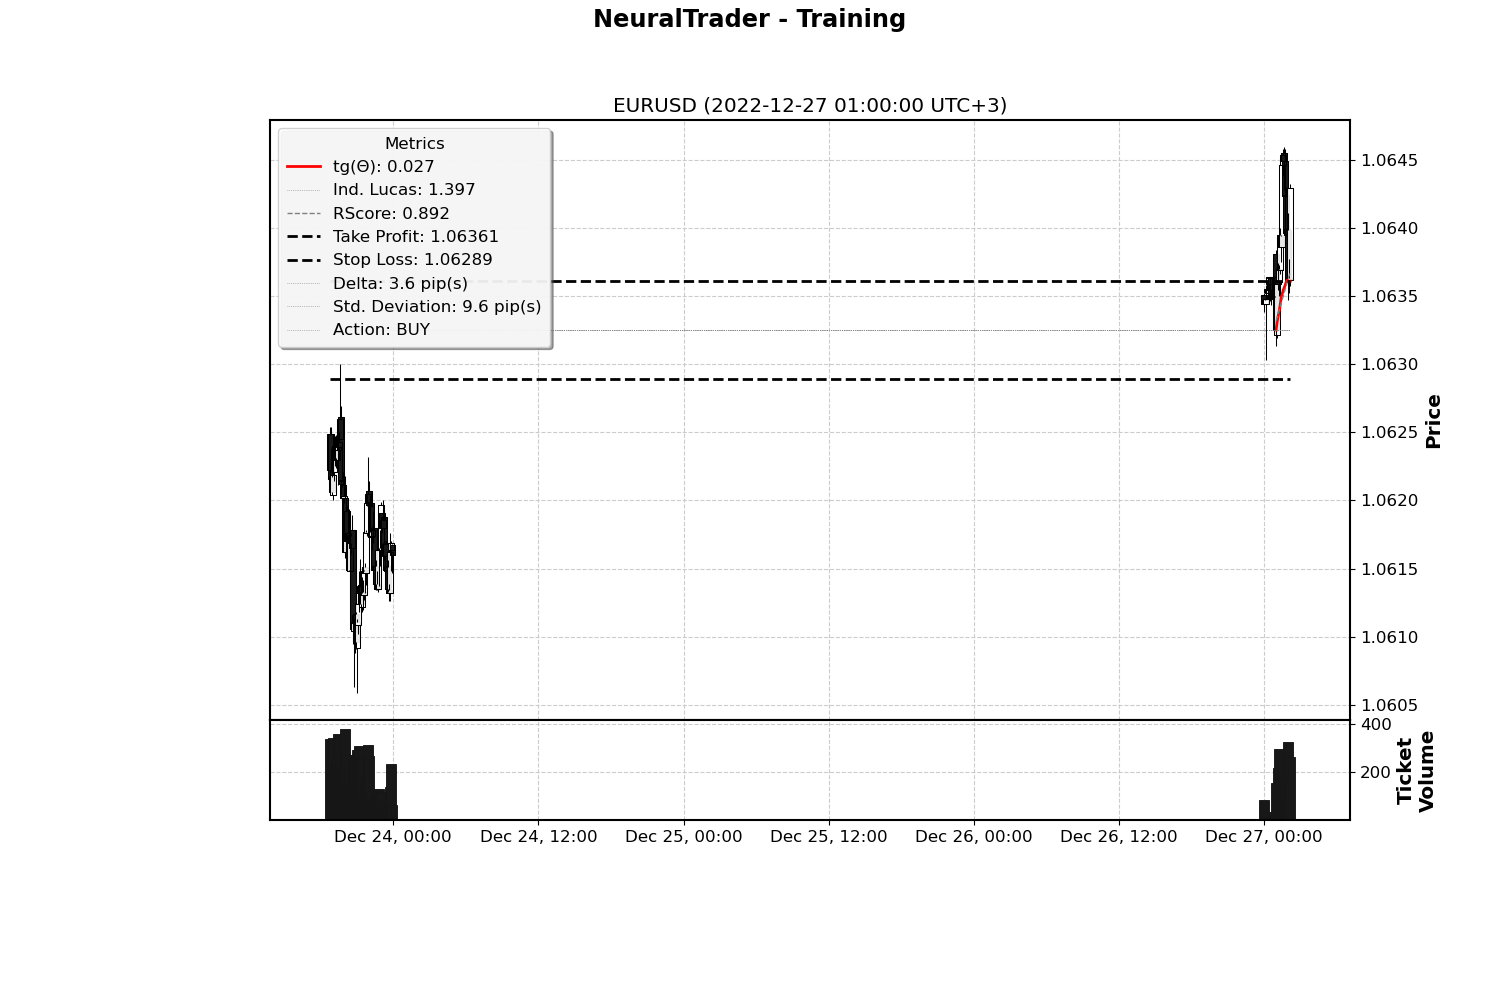 NeuralTrader - Training
EURUSD (2022-12-27 01:00:00 UTC+3)
Metrics
tg(Θ): 0.027
Ind. Lucas: 1.397
RScore: 0.892
Take Profit: 1.06361
Stop Loss: 1.06289
Delta: 3.6 pip(s)
Std. Deviation: 9.6 pip(s)
Action: BUY
1.0645
1.0640
1.0635
1.0630
1.0625
1.0620
1.0615
1.0610
1.0605
Price
400
200
Ticket
Volume
Dec 24, 00:00
Dec 24, 12:00
Dec 25, 00:00
Dec 25, 12:00
Dec 26, 00:00
Dec 26, 12:00
Dec 27, 00:00